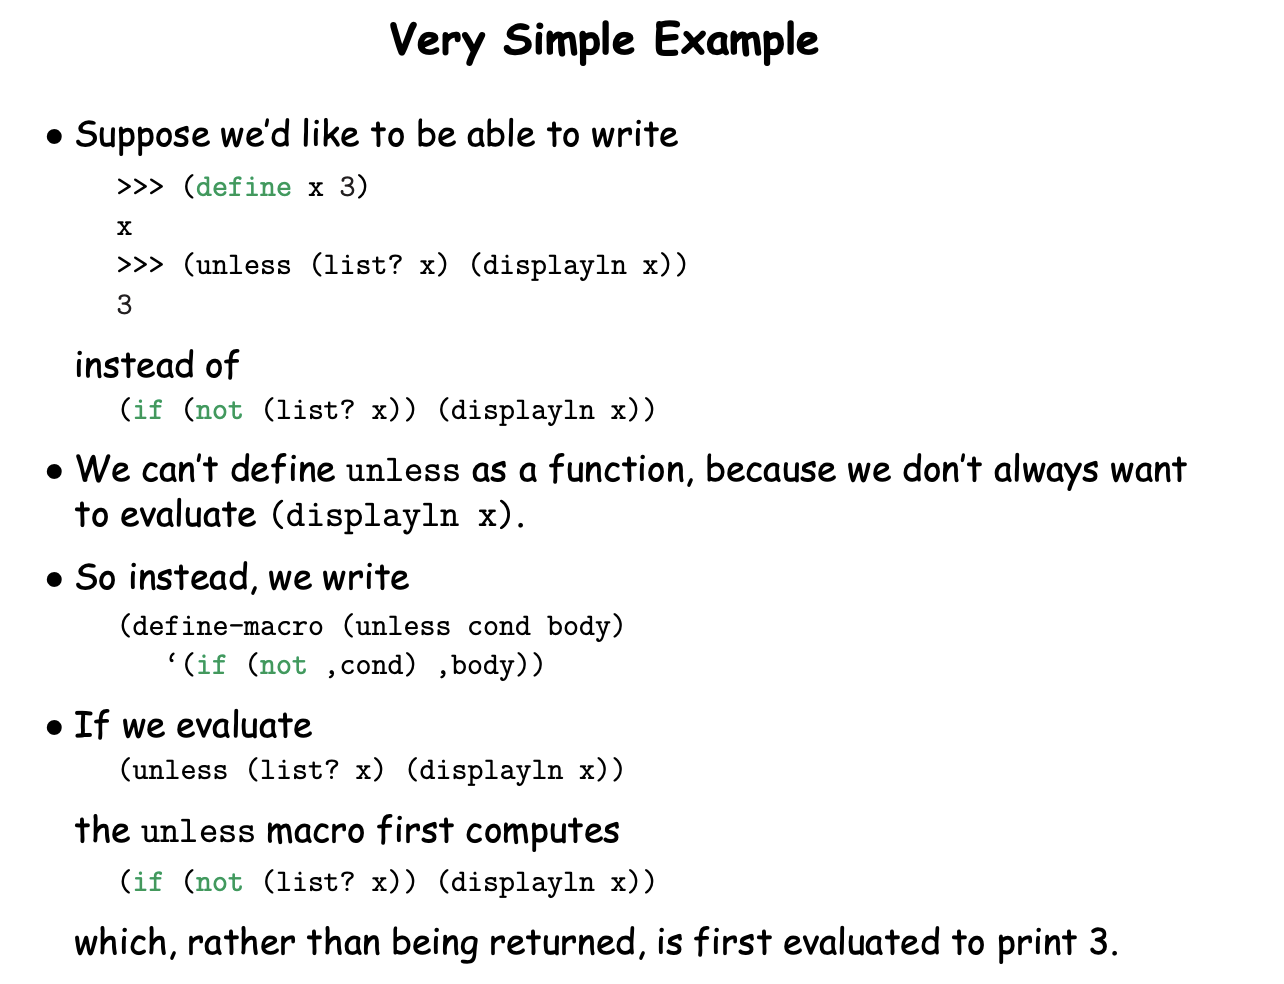 Very Simple Example
• Suppose we'd like to be able to write
>>> (define x 3)
x
>>> (unless (list? x) (displayln x))
3
instead of
(if (not (list? x)) (displayln x))
• We can't define unless as a function, because we don't always want
to evaluate (displayln x).
• So instead, we write
(define-macro (unless cond body)
‘(if (not ,cond) ,body))
• If we evaluate
(unless (list? x) (displayln x))
the unless macro first computes
(if (not (list? x)) (displayln x))
which, rather than being returned, is first evaluated to print 3.